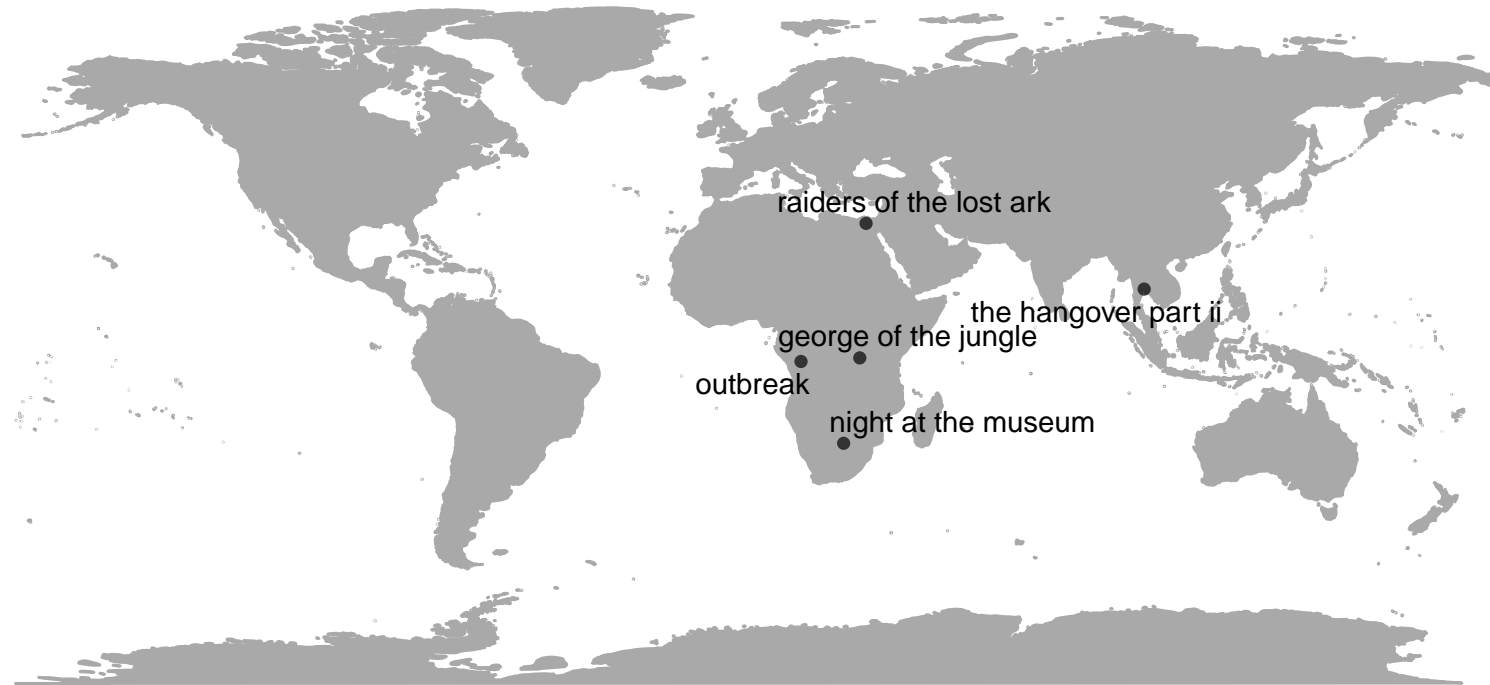 raiders of the lost ark
the hangover part ii
george of the jungle
outbreak
night at the museum